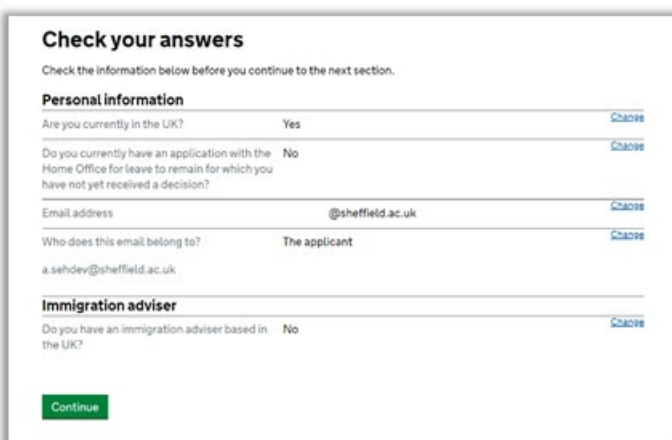 Check your answers
Check the information below before you continue to the next section.
Personal information
Are you currently in the UK? Yes Change
Do you currently have an application with the No Change
Home Office for leave to remain for which you
have not yet received a decision?
Email address @sheffield.ac.uk Change
Who does this email belong to? The applicant Change
a.sehdev@sheffield.ac.uk
Immigration adviser
Do you have an immigration adviser based in No Change
the UK?
Continue